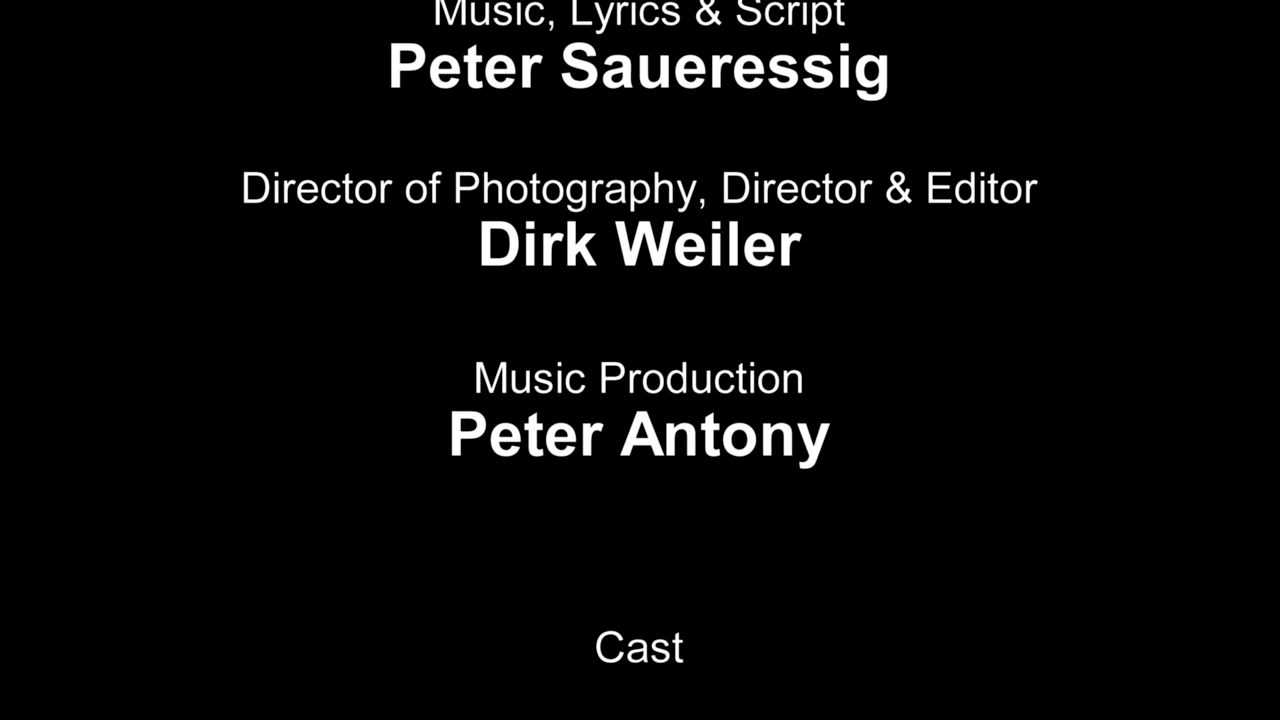 Music, Lyrics & Script
Peter Saueressig
Director of Photography, Director & Editor
Dirk Weiler
Music Production
Peter Antony
Cast